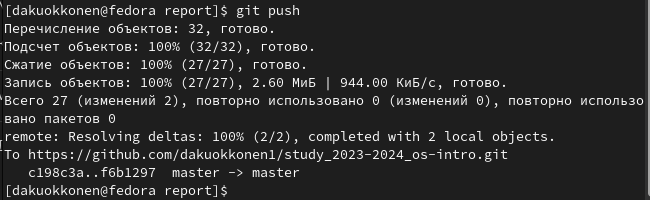 [dakuokkonen@fedora report]$ git push
Перечисление объектов: 32, готово.
Подсчет объектов: 100% (32/32), готово.
Сжатие объектов: 100% (27/27), готово.
Запись объектов: 100% (27/27), 2.60 МиБ | 944.00 КиБ/с, готово.
Всего 27 (изменений 2), повторно использовано 0 (изменений 0), повторно использо
вано пакетов 0
remote: Resolving deltas: 100% (2/2), completed with 2 local objects.
To https://github.com/dakuokkonen1/study_2023-2024_os-intro.git
   c198c3a..f6b1297  master -> master
[dakuokkonen@fedora report]$